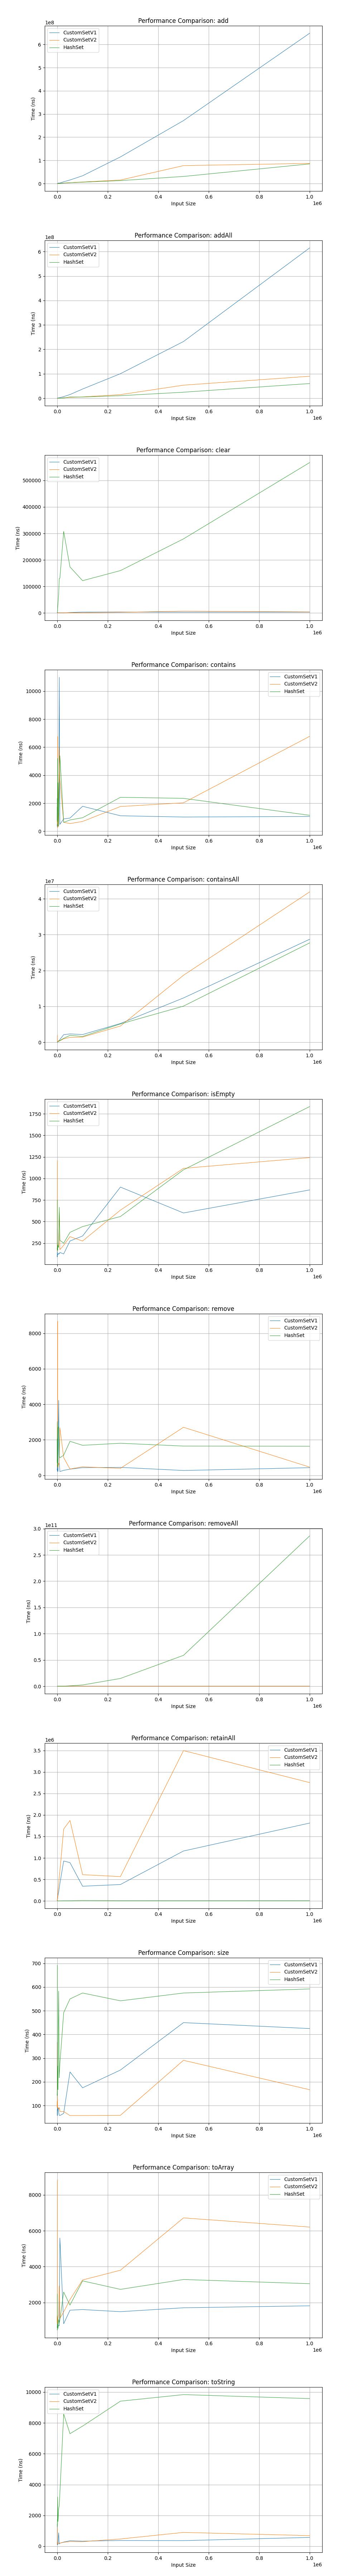 Performance Comparison: add
1e8
CustomSetV1
CustomSetV2
HashSet
6
5
4
3
2
1
0
Time (ns)
0.0 0.2 0.4 0.6 0.8 1.0
Input Size
1e6
Performance Comparison: addAll
1e8
CustomSetV1
CustomSetV2
HashSet
6
5
4
3
2
1
0
Time (ns)
0.0 0.2 0.4 0.6 0.8 1.0
Input Size
1e6
Performance Comparison: clear
CustomSetV1
CustomSetV2
HashSet
500000
400000
300000
200000
100000
0
Time (ns)
0.0 0.2 0.4 0.6 0.8 1.0
Input Size
1e6
Performance Comparison: contains
CustomSetV1
CustomSetV2
HashSet
10000
8000
6000
4000
2000
0
Time (ns)
0.0 0.2 0.4 0.6 0.8 1.0
Input Size
1e6
Performance Comparison: containsAll
1e7
CustomSetV1
CustomSetV2
HashSet
4
3
2
1
0
Time (ns)
0.0 0.2 0.4 0.6 0.8 1.0
Input Size
1e6
Performance Comparison: isEmpty
CustomSetV1
CustomSetV2
HashSet
1750
1500
1250
1000
750
500
250
Time (ns)
0.0 0.2 0.4 0.6 0.8 1.0
Input Size
1e6
Performance Comparison: remove
CustomSetV1
CustomSetV2
HashSet
8000
6000
4000
2000
0
Time (ns)
0.0 0.2 0.4 0.6 0.8 1.0
Input Size
1e6
Performance Comparison: removeAll
1e11
CustomSetV1
CustomSetV2
HashSet
3.0
2.5
2.0
1.5
1.0
0.5
0.0
Time (ns)
0.0 0.2 0.4 0.6 0.8 1.0
Input Size
1e6
Performance Comparison: retainAll
1e6
CustomSetV1
CustomSetV2
HashSet
3.5
3.0
2.5
2.0
1.5
1.0
0.5
0.0
Time (ns)
0.0 0.2 0.4 0.6 0.8 1.0
Input Size
1e6
Performance Comparison: size
CustomSetV1
CustomSetV2
HashSet
700
600
500
400
300
200
100
Time (ns)
0.0 0.2 0.4 0.6 0.8 1.0
Input Size
1e6
Performance Comparison: toArray
CustomSetV1
CustomSetV2
HashSet
8000
6000
4000
2000
Time (ns)
0.0 0.2 0.4 0.6 0.8 1.0
Input Size
1e6
Performance Comparison: toString
CustomSetV1
CustomSetV2
HashSet
10000
8000
6000
4000
2000
0
Time (ns)
0.0 0.2 0.4 0.6 0.8 1.0
Input Size
1e6